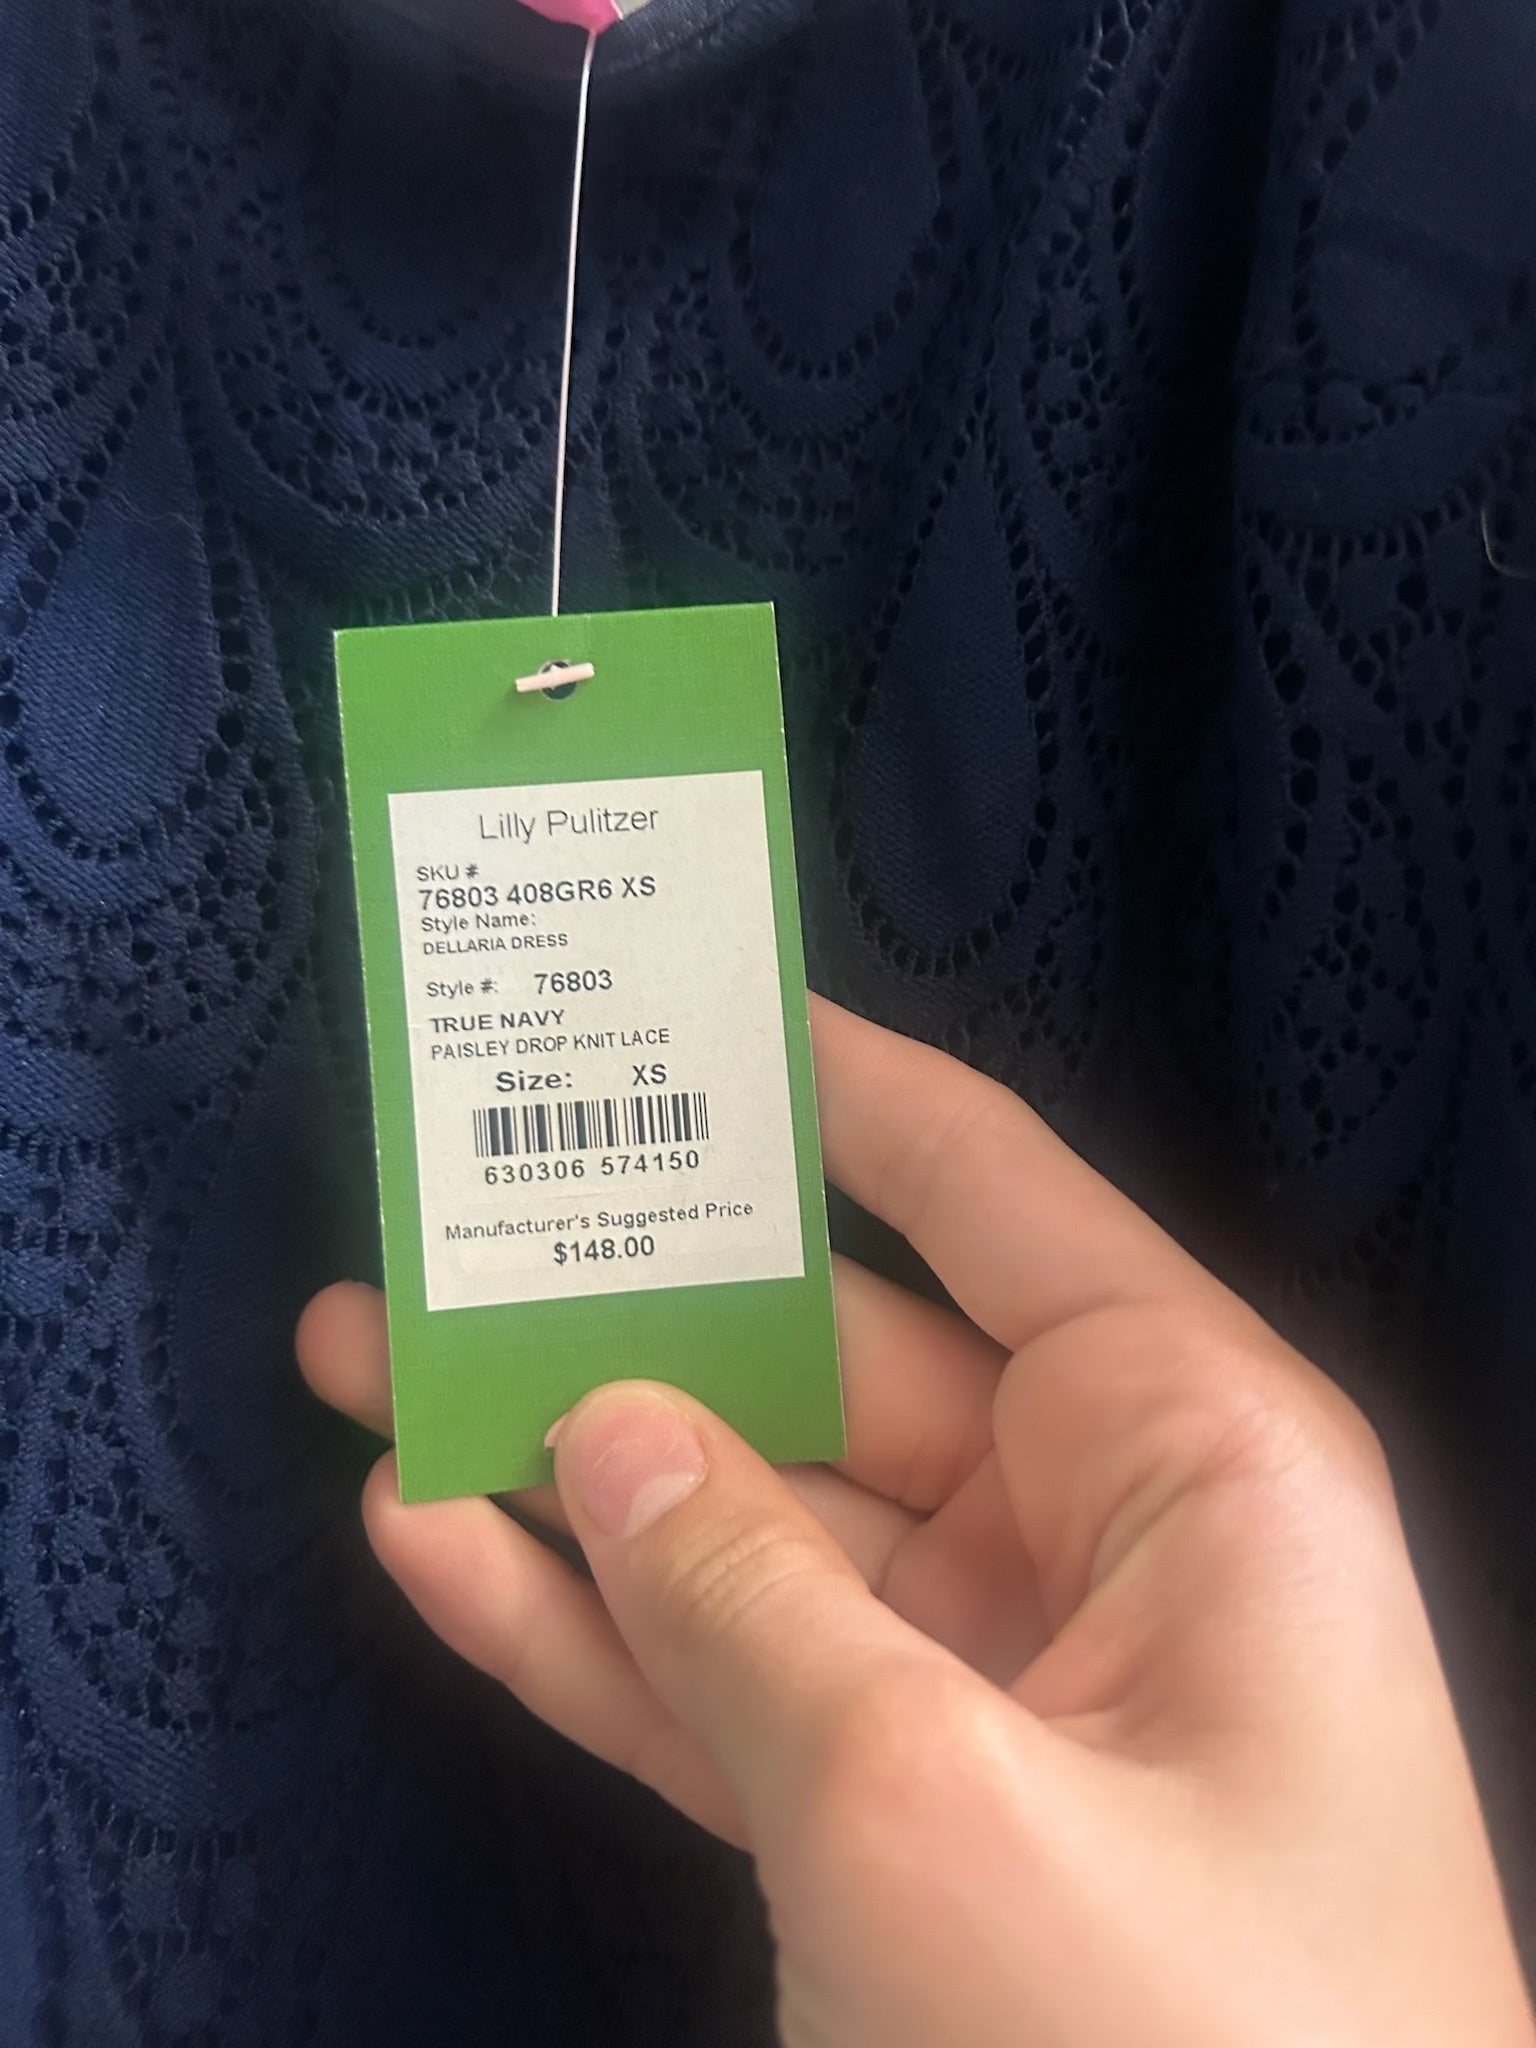 Lilly Pulitzer
SKU #
76803 408GR6 XS
Style Name:
DELLARIA DRESS
Style #: 76803
TRUE NAVY
PAISLEY DROP KNIT LACE
Size: XS
630306 574150
Manufacturer's Suggested Price
$148.00